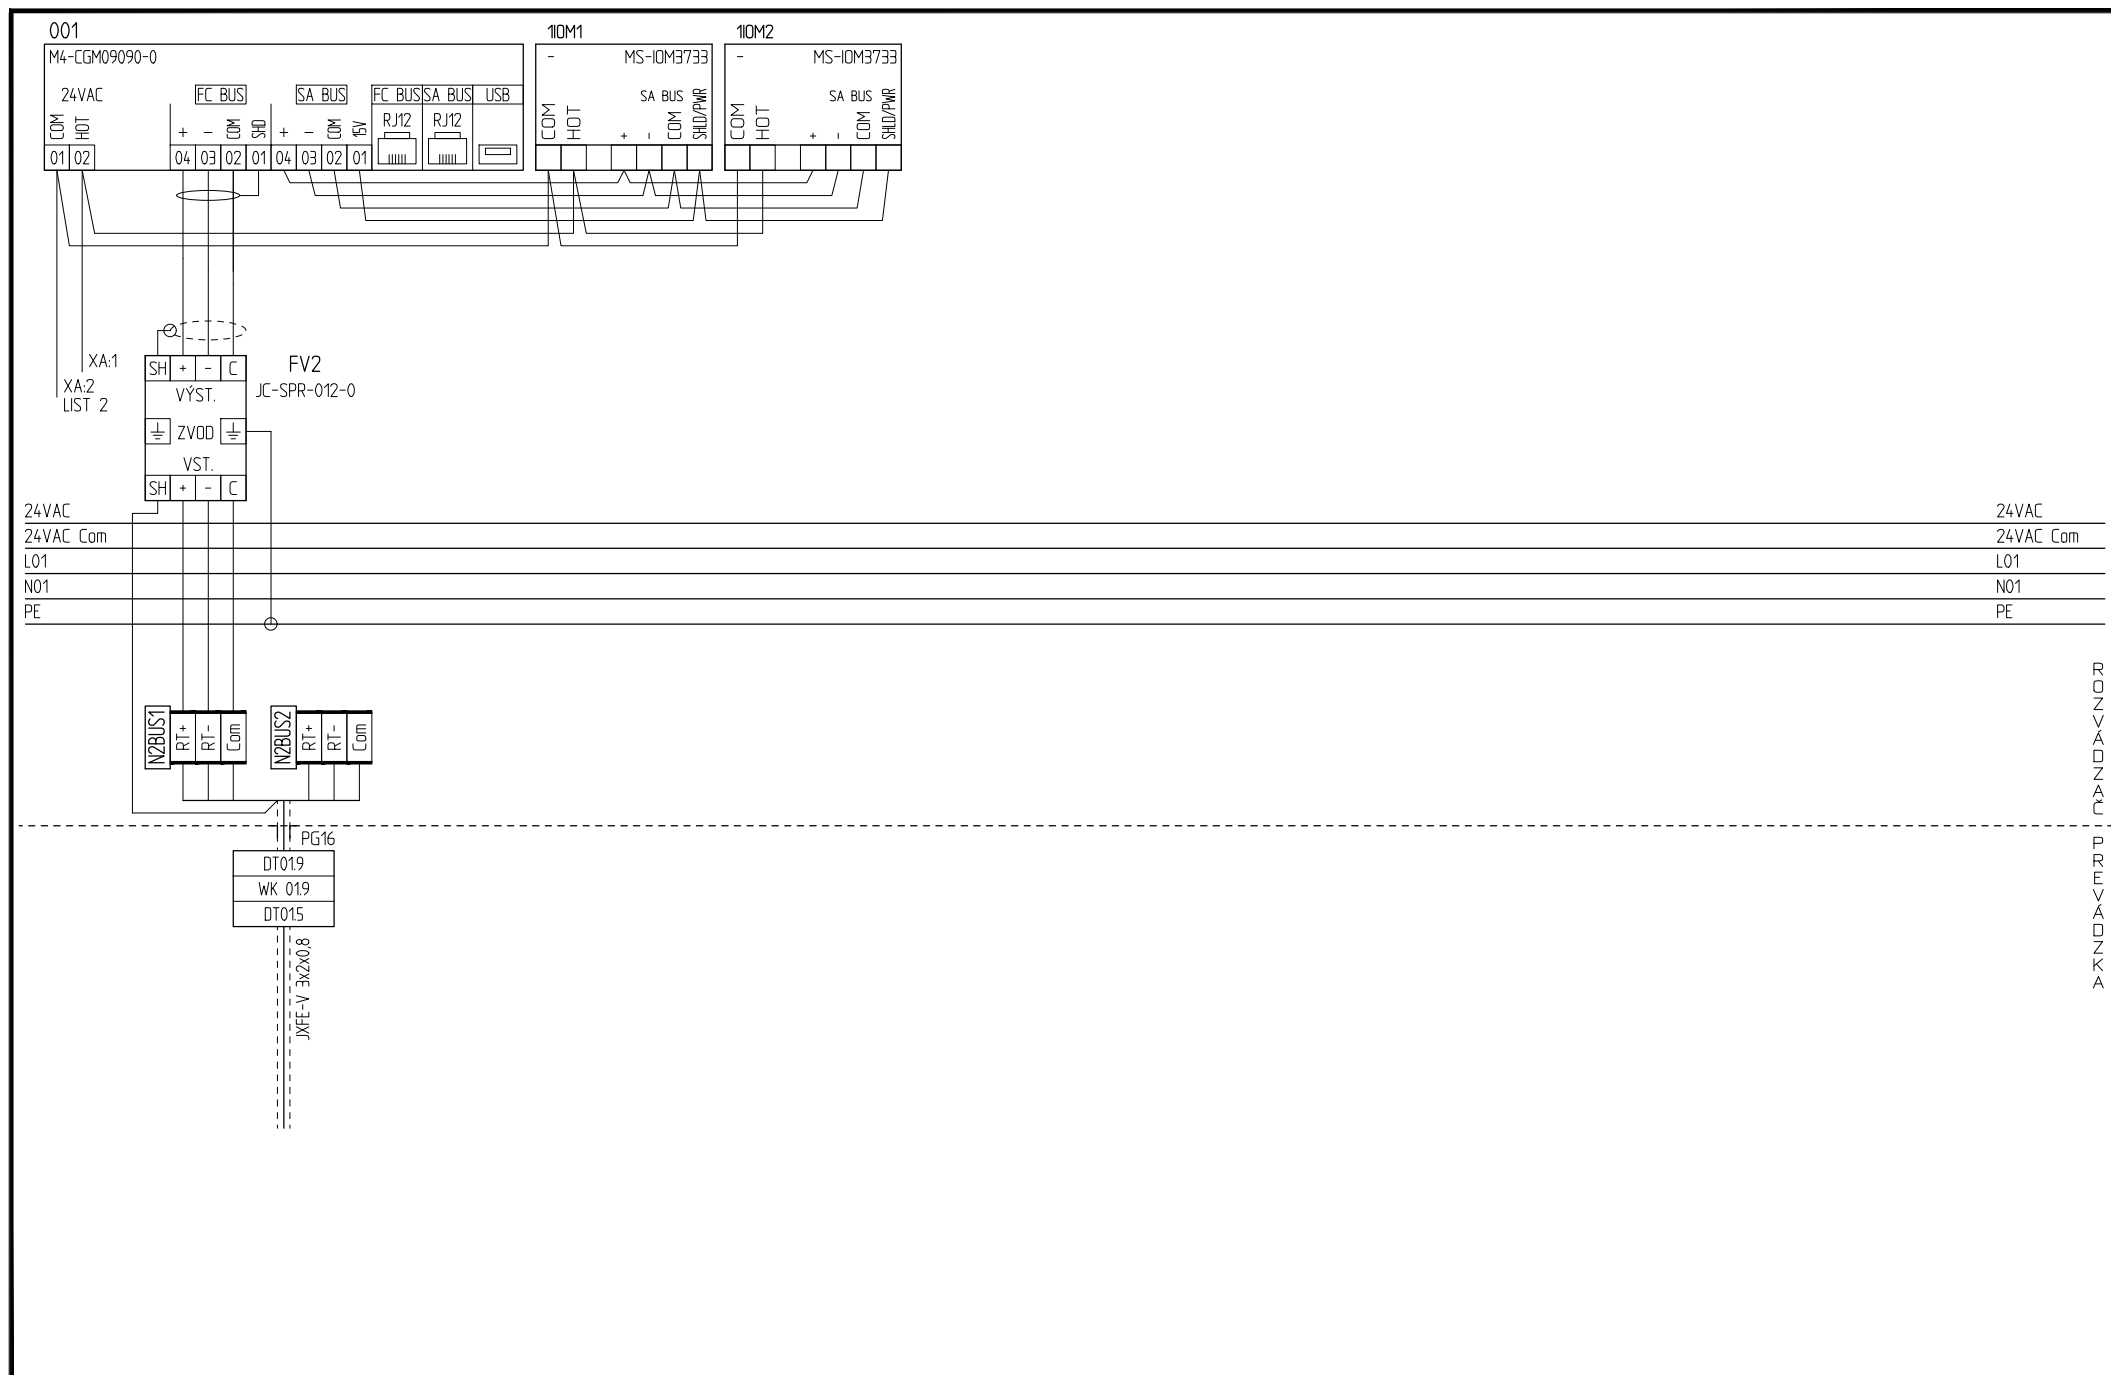 001
1IOM1
1IOM2
M4-CGM09090-0
- MS-IOM3733
- MS-IOM3733
24VAC
FC BUS
SA BUS
FC BUS
SA BUS
USB
RJ12
RJ12
COM
HOT
+
-
COM
SHD
+
-
COM
15V
01 02
04 03 02 01 04 03 02 01
SA BUS
COM
HOT
+
-
COM
SHLD/PWR
SA BUS
COM
HOT
+
-
COM
SHLD/PWR
XA:1
XA:2
LIST 2
SH + - C
VÝST.
ZVOD
VST.
SH + - C
FV2
JC-SPR-012-0
24VAC
24VAC
24VAC Com
24VAC Com
L01
L01
N01
N01
PE
PE
N2BUS1
RT+
RT-
Com
N2BUS2
RT+
RT-
Com
ROZVÁDZAČ
PG16
DT01.9
WK 01.9
DT01.5
JXFE-V 3x2x0,8
PREVÁDZKA